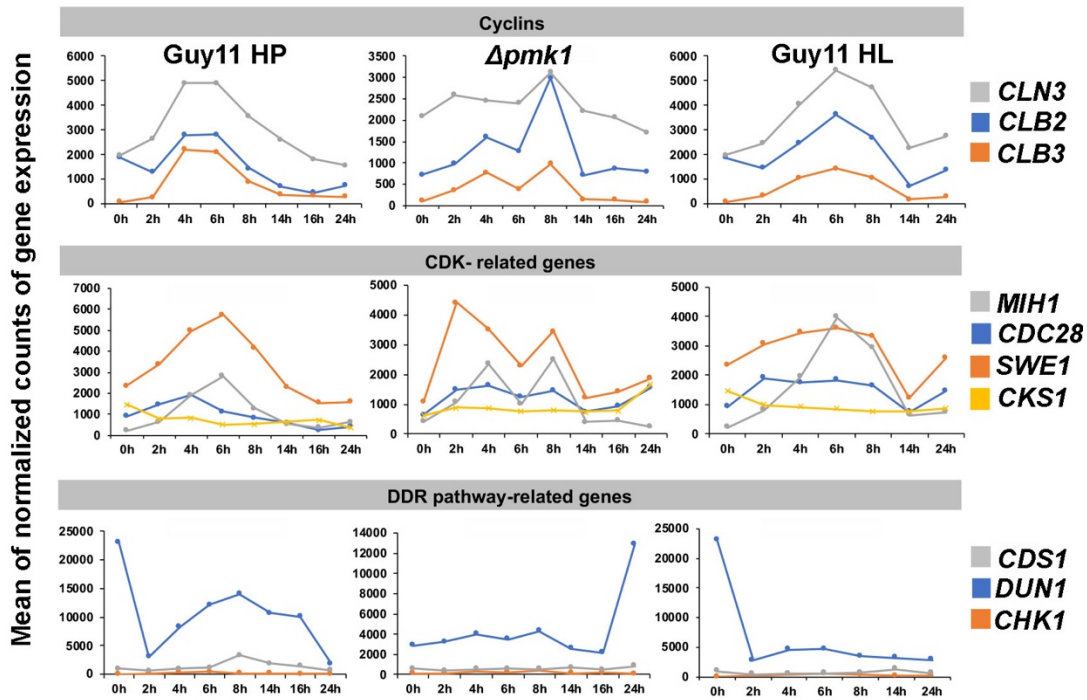 Mean of normalized counts of gene expression
Cyclins
Guy11 HP
Δpmk1
Guy11 HL
6000
5000
4000
3000
2000
1000
0
0h 2h 4h 6h 8h 14h 16h 24h
3500
3000
2500
2000
1500
1000
500
0
0h 2h 4h 6h 8h 14h 16h 24h
6000
5000
4000
3000
2000
1000
0
0h 2h 4h 6h 8h 14h 24h
CLN3
CLB2
CLB3
CDK- related genes
7000
6000
5000
4000
3000
2000
1000
0
0h 2h 4h 6h 8h 14h 16h 24h
5000
4000
3000
2000
1000
0
0h 2h 4h 6h 8h 14h 16h 24h
5000
4000
3000
2000
1000
0
0h 2h 4h 6h 8h 14h 24h
MIH1
CDC28
SWE1
CKS1
DDR pathway-related genes
25000
20000
15000
10000
5000
0
0h 2h 4h 6h 8h 14h 16h 24h
14000
12000
10000
8000
6000
4000
2000
0
0h 2h 4h 6h 8h 14h 16h 24h
25000
20000
15000
10000
5000
0
0h 2h 4h 6h 8h 14h 24h
CDS1
DUN1
CHK1